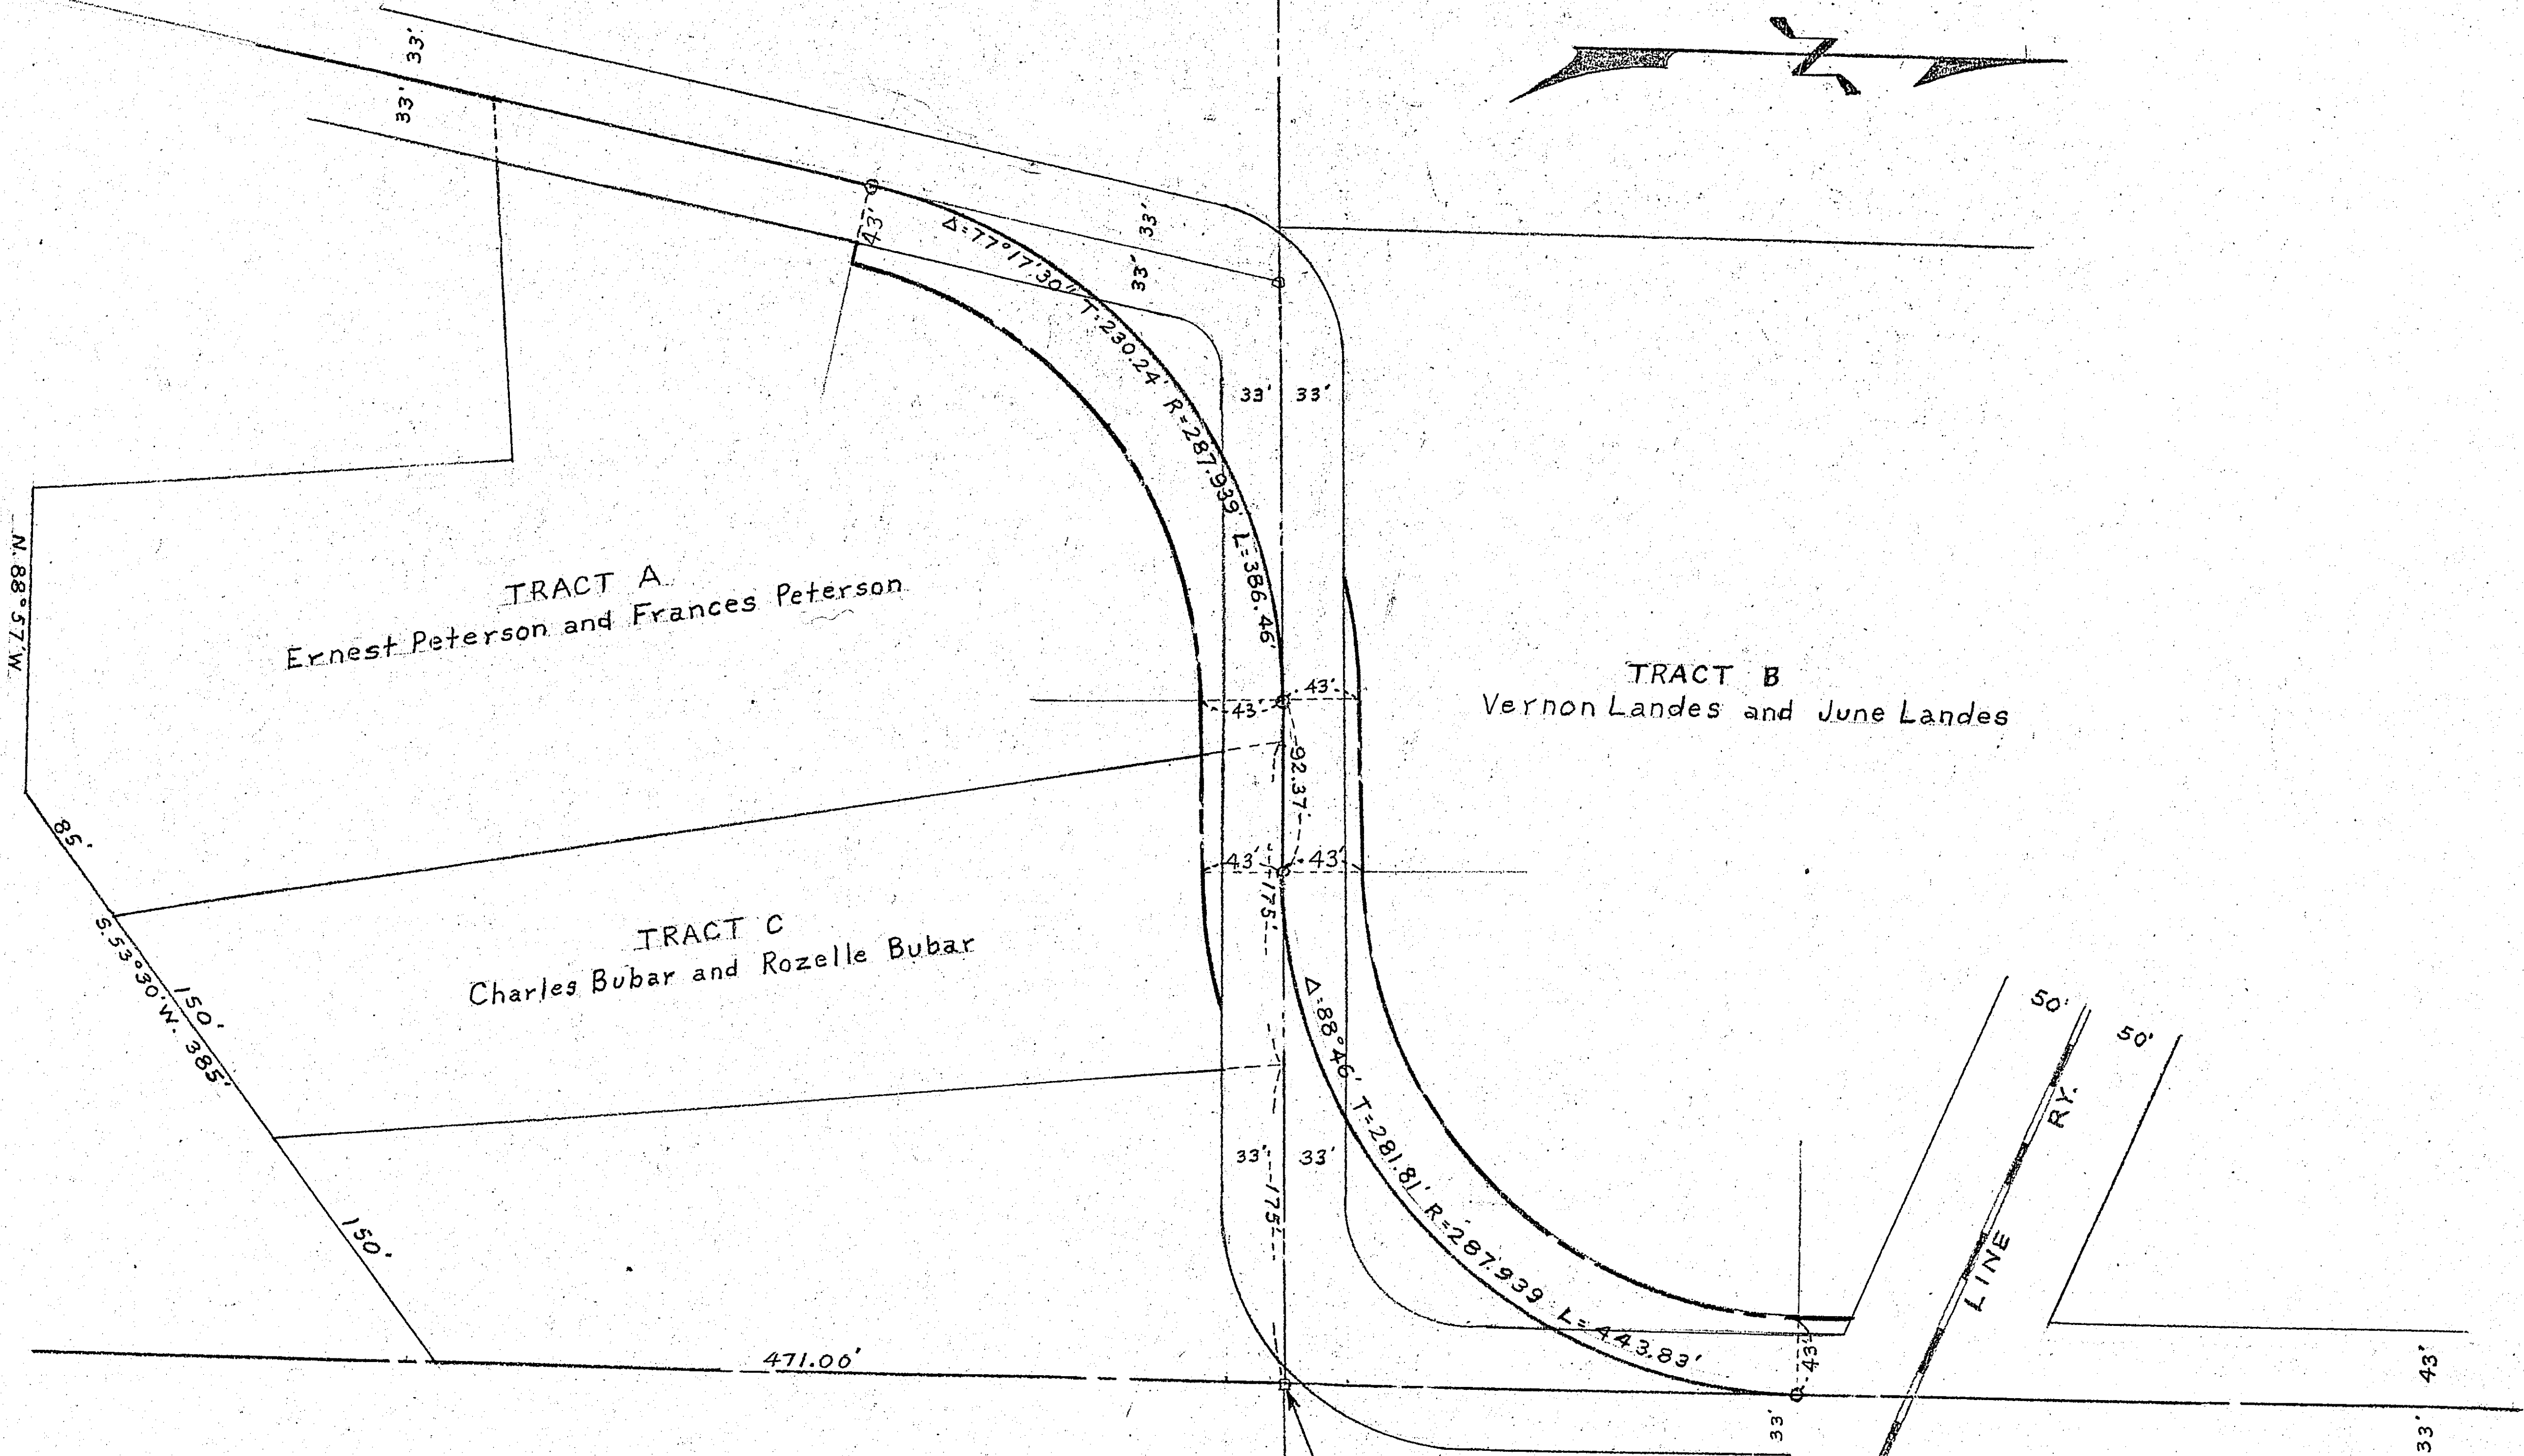 33'
33'
43'
33'
33'
Δ=77°17'30" T=230.24' R=287.939' L=386.46'
33' 33'
N. 88°57'W.
TRACT A
Ernest Peterson and Frances Peterson
TRACT B
Vernon Landes and June Landes
43'
43'
92.37'
85'
43' 43'
175'
TRACT C
Charles Bubar and Rozelle Bubar
S. 53°30'W. 385'
150'
50' 50'
Δ=88°46' T=281.81' R=287.939 L=443.83'
33' 33'
175'
LINE RY.
150'
471.00'
43'
33'
43'
33'